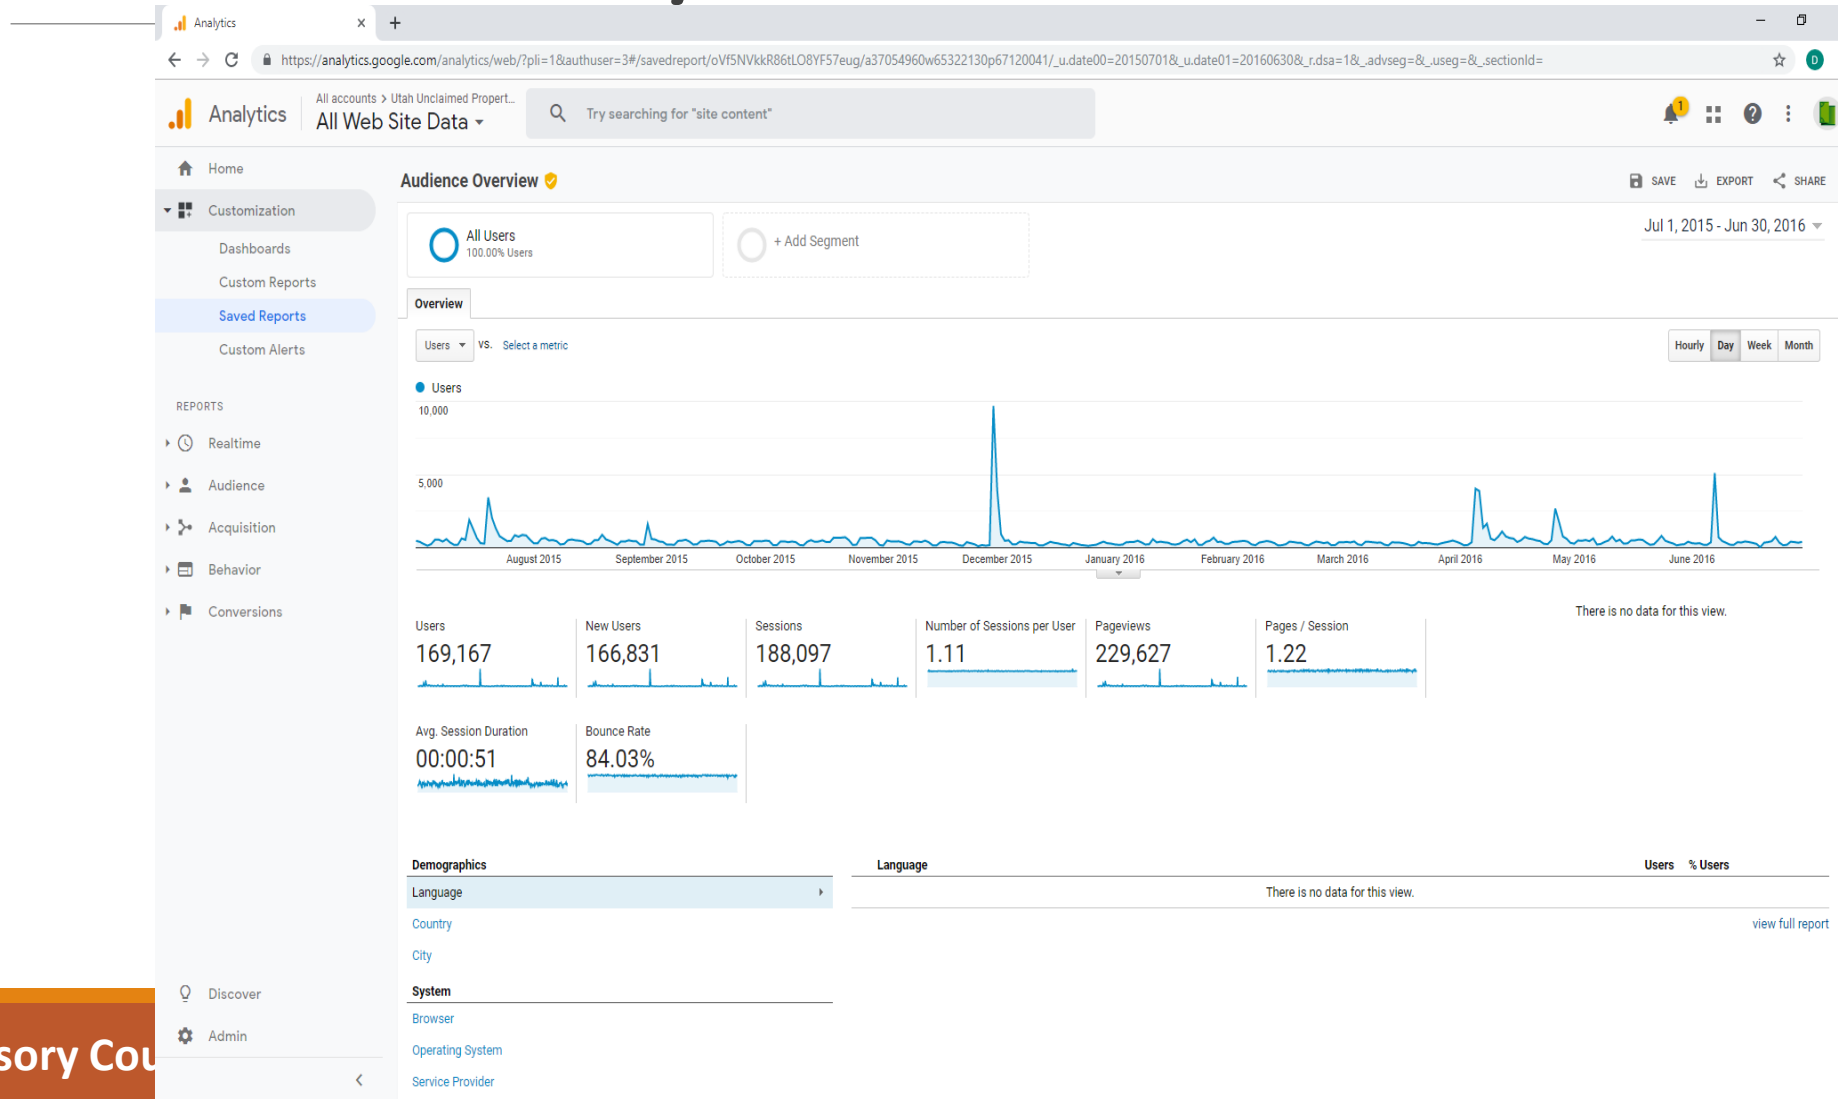 Analytics
https://analytics.google.com/analytics/web/?pli=1&authuser=3#/savedreport/oVf5NVkkR86tLO8YF57eug/a37054960w65322130p67120041/_u.date00=20150701&_u.date01=20160630&_r.dsa=1&_.advseg=&_.useg=&_.sectionId=
D
Analytics
All accounts > Utah Unclaimed Propert...
All Web Site Data
Try searching for "site content"
1
Home
Customization
Dashboards
Custom Reports
Saved Reports
Custom Alerts
REPORTS
Realtime
Audience
Acquisition
Behavior
Conversions
Discover
Admin
Audience Overview
SAVE
EXPORT
SHARE
All Users
100.00% Users
+ Add Segment
Jul 1, 2015 - Jun 30, 2016
Overview
Users VS. Select a metric
Hourly Day Week Month
Users
10,000
5,000
August 2015 September 2015 October 2015 November 2015 December 2015 January 2016 February 2016 March 2016 April 2016 May 2016 June 2016
There is no data for this view.
Users
169,167
New Users
166,831
Sessions
188,097
Number of Sessions per User
1.11
Pageviews
229,627
Pages / Session
1.22
Avg. Session Duration
00:00:51
Bounce Rate
84.03%
Demographics
Language
Country
City
System
Browser
Operating System
Service Provider
Language Users % Users
There is no data for this view.
view full report
sory Cou